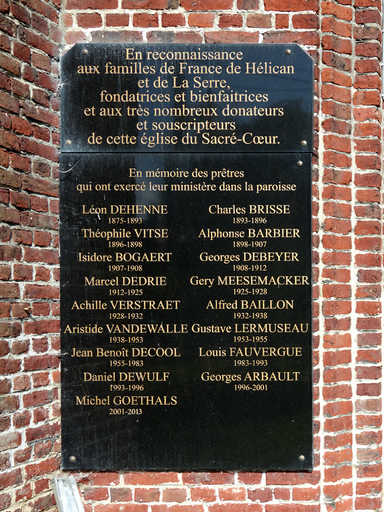 En reconnaissance
aux familles de France de Hélican
et de La Serre,
fondatrices et bienfaitrices
et aux très nombreux donateurs
et souscripteurs
de cette église du Sacré-Cœur.
En mémoire des prêtres
qui ont exercé leur ministère dans la paroisse
Léon DEHENNE Charles BRISSE
1875-1893 1893-1896
Théophile VITSE Alphonse BARBIER
1896-1898 1898-1907
Isidore BOGAERT Georges DEBEYER
1907-1908 1908-1912
Marcel DEDRIE Gery MEESEMACKER
1912-1925 1925-1928
Achille VERSTRAET Alfred BAILLON
1928-1932 1932-1938
Aristide VANDEWALLE Gustave LERMUSEAU
1938-1953 1953-1955
Jean Benoît DECOOL Louis FAUVERGUE
1955-1983 1983-1993
Daniel DEWULF Georges ARBAULT
1993-1996 1996-2001
Michel GOETHALS
2001-2013